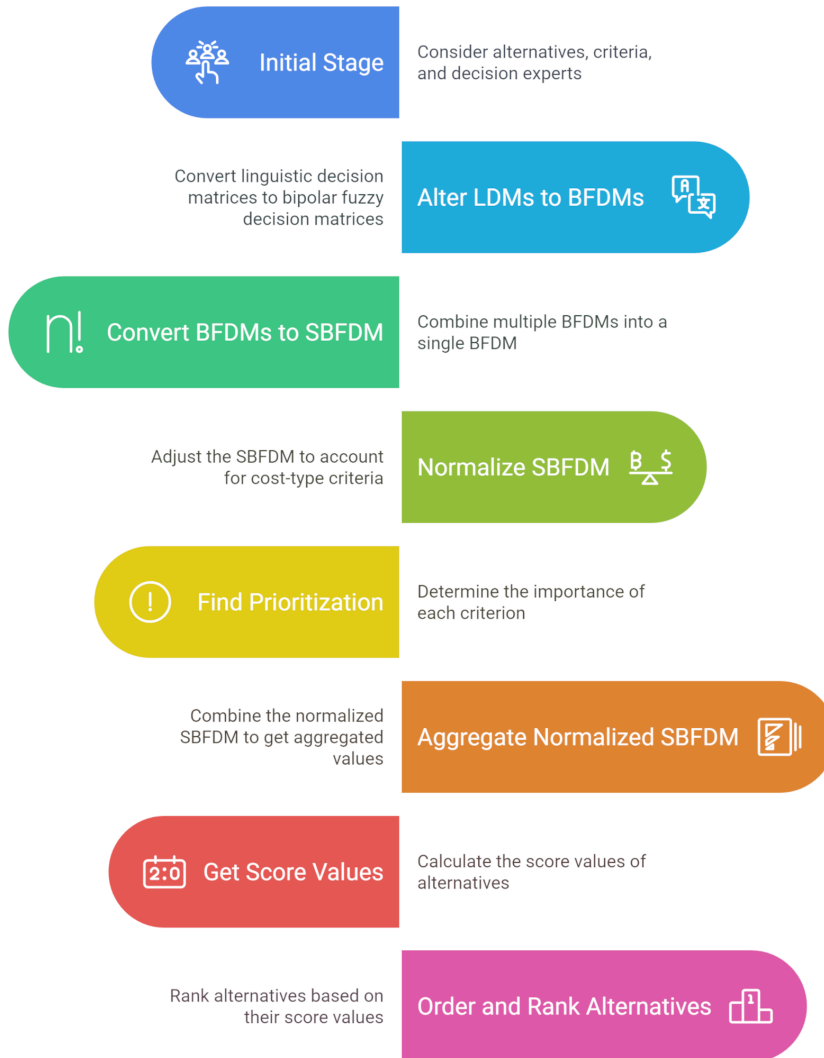 Initial Stage
Consider alternatives, criteria,
and decision experts
Convert linguistic decision
matrices to bipolar fuzzy
decision matrices
Alter LDMs to BFDMs
A
文
n!
Convert BFDMs to SBFDM
Combine multiple BFDMs into a
single BFDM
Adjust the SBFDM to account
for cost-type criteria
Normalize SBFDM
B $
!
Find Prioritization
Determine the importance of
each criterion
Combine the normalized
SBFDM to get aggregated
values
Aggregate Normalized SBFDM
2:0
Get Score Values
Calculate the score values of
alternatives
Rank alternatives based on
their score values
Order and Rank Alternatives
1